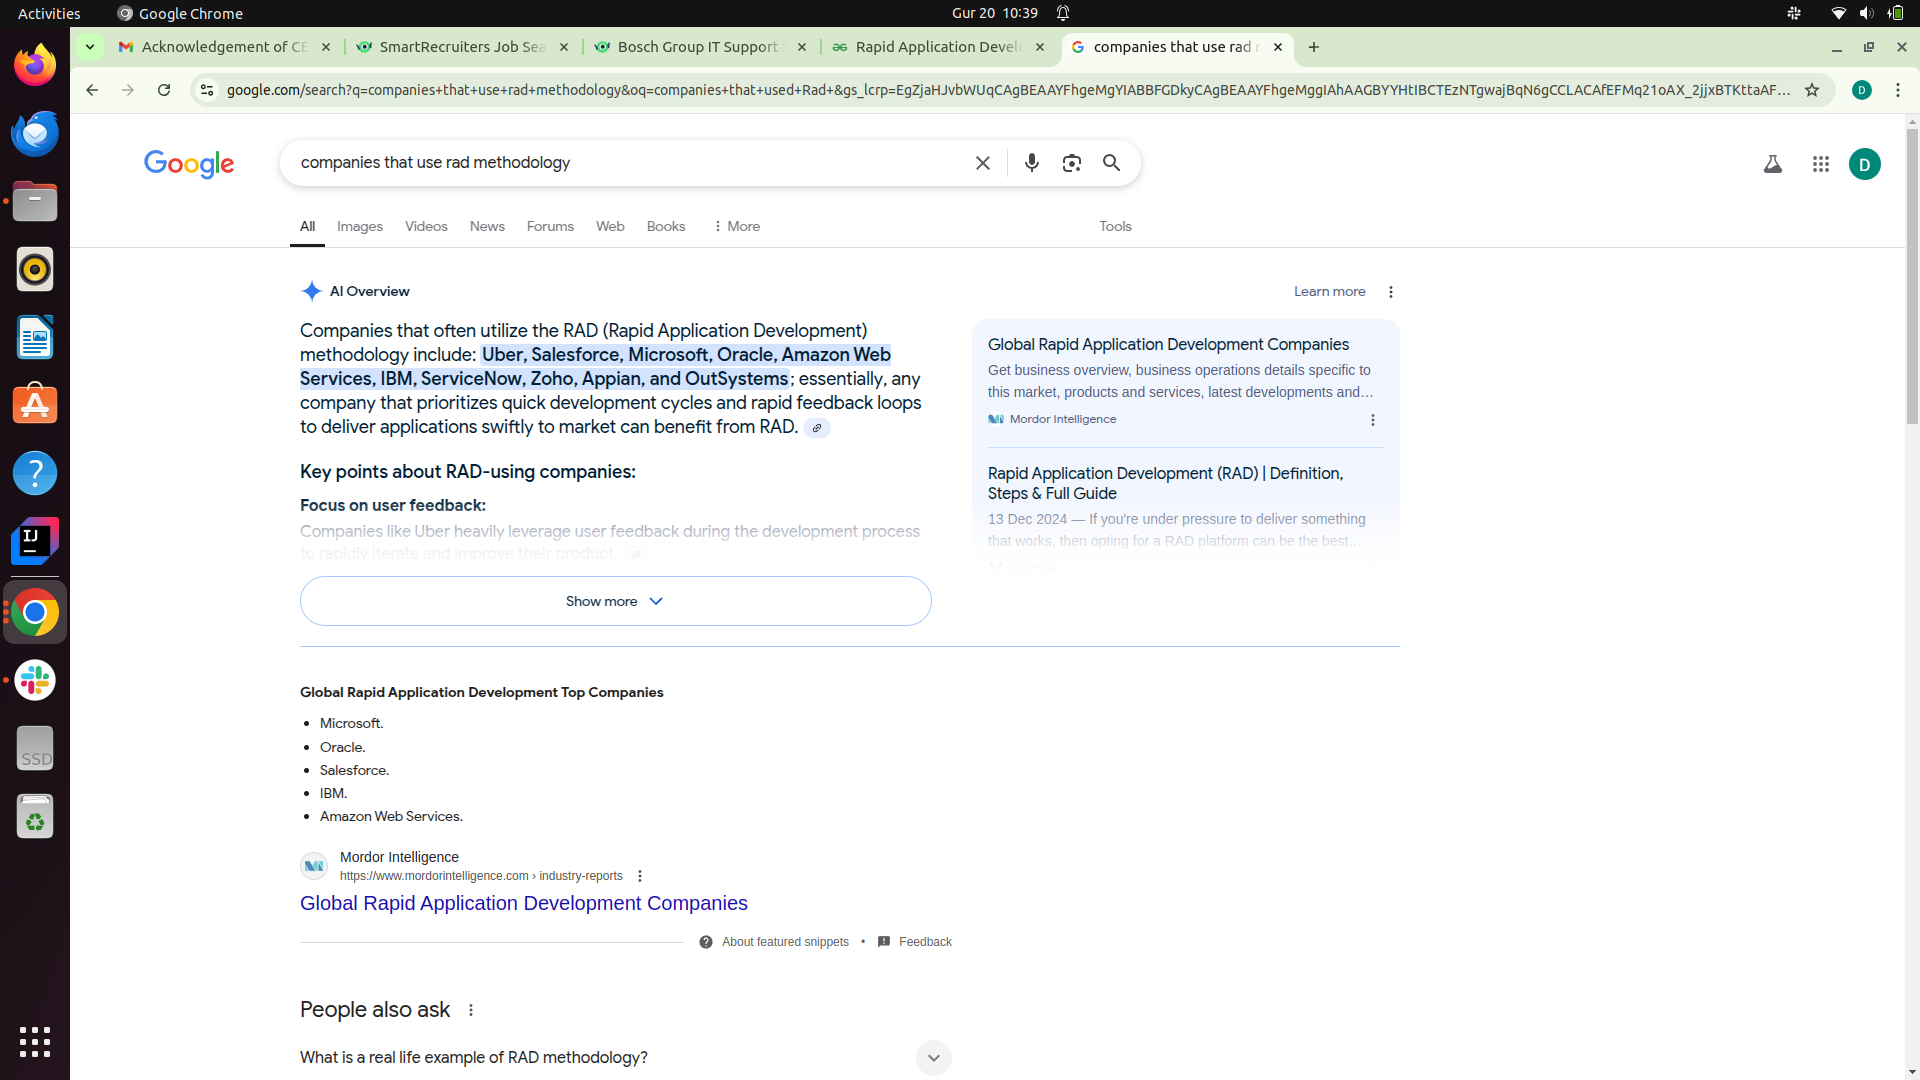 Activities
Google Chrome
Gur 20 10:39
Acknowledgement of CE
SmartRecruiters Job Sea
Bosch Group IT Support
Rapid Application Devel
companies that use rad
google.com/search?q=companies+that+use+rad+methodology&oq=companies+that+used+Rad+&gs_lcrp=EgZjaHJvbWUqCAgBEAAYFhgeMgYIABBFGDkyCAgBEAAYFhgeMggIAhAAGBYYHtIBCTEzNTgwajBqN6gCCLACAfEFMq21oAX_2jjxBTKttaAF...
D
Google
companies that use rad methodology
D
All
Images
Videos
News
Forums
Web
Books
More
Tools
AI Overview
Learn more
Companies that often utilize the RAD (Rapid Application Development)
methodology include: Uber, Salesforce, Microsoft, Oracle, Amazon Web
Services, IBM, ServiceNow, Zoho, Appian, and OutSystems; essentially, any
company that prioritizes quick development cycles and rapid feedback loops
to deliver applications swiftly to market can benefit from RAD.
Key points about RAD-using companies:
Focus on user feedback:
Companies like Uber heavily leverage user feedback during the development process
to rapidly iterate and improve their product.
Show more
Global Rapid Application Development Companies
Get business overview, business operations details specific to
this market, products and services, latest developments and...
Mordor Intelligence
Rapid Application Development (RAD) | Definition,
Steps & Full Guide
13 Dec 2024 — If you're under pressure to deliver something
that works, then opting for a RAD platform can be the best...
Global Rapid Application Development Top Companies
• Microsoft.
• Oracle.
• Salesforce.
• IBM.
• Amazon Web Services.
Mordor Intelligence
https://www.mordorintelligence.com › industry-reports
Global Rapid Application Development Companies
About featured snippets • Feedback
People also ask
What is a real life example of RAD methodology?
IJ
SSD